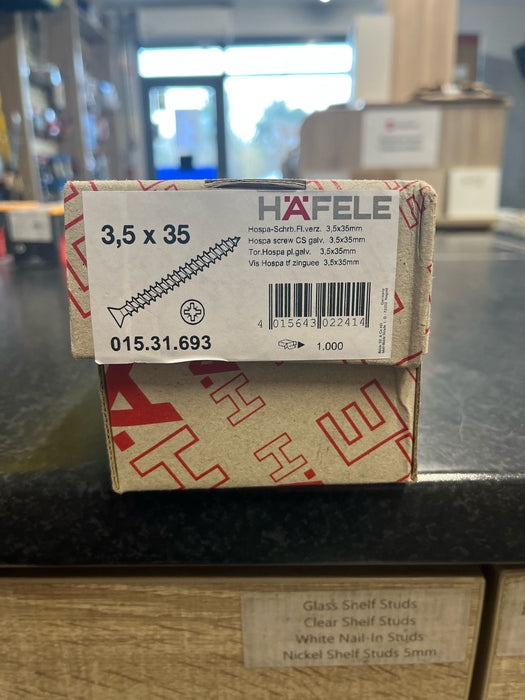 HÄFELE
3,5 x 35
Hospa-Schrb.Fl.verz. 3,5x35mm
Hospa screw CS galv. 3,5x35mm
Tor.Hospa pl.galv. 3,5x35mm
Vis Hospa tf zinguee 3,5x35mm
4 015643 022414
015.31.693
1.000
Germany
Glass Shelf Studs
Clear Shelf Studs
White Nail-In Studs
Nickel Shelf Studs 5mm